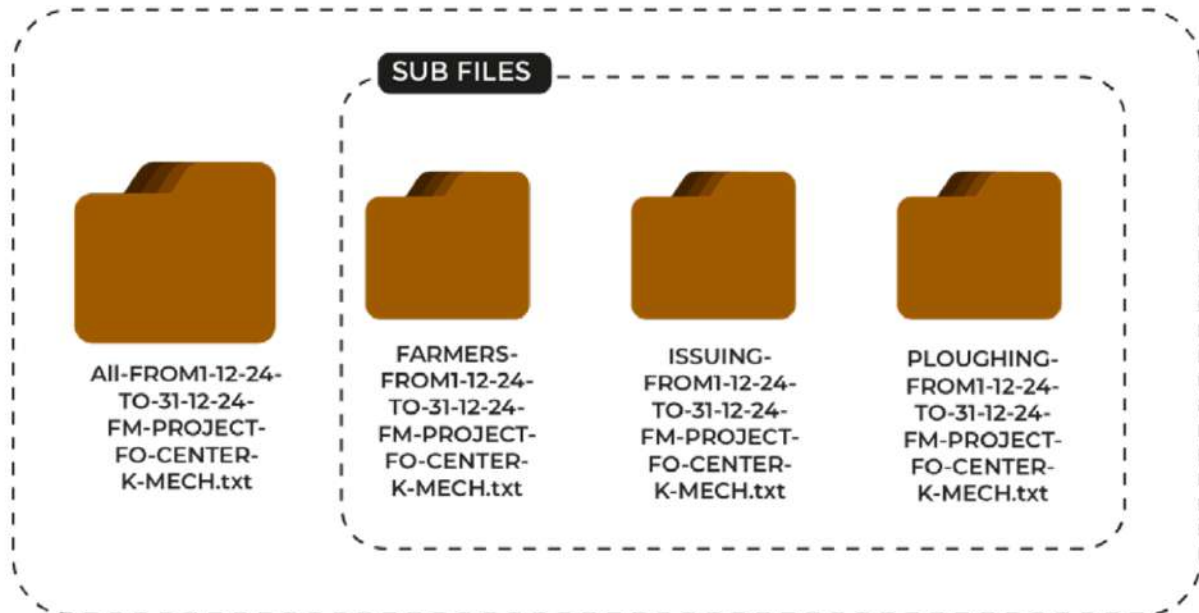 SUB FILES
All-FROM1-12-24-
TO-31-12-24-
FM-PROJECT-
FO-CENTER-
K-MECH.txt
FARMERS-
FROM1-12-24-
TO-31-12-24-
FM-PROJECT-
FO-CENTER-
K-MECH.txt
ISSUING-
FROM1-12-24-
TO-31-12-24-
FM-PROJECT-
FO-CENTER-
K-MECH.txt
PLOUGHING-
FROM1-12-24-
TO-31-12-24-
FM-PROJECT-
FO-CENTER-
K-MECH.txt